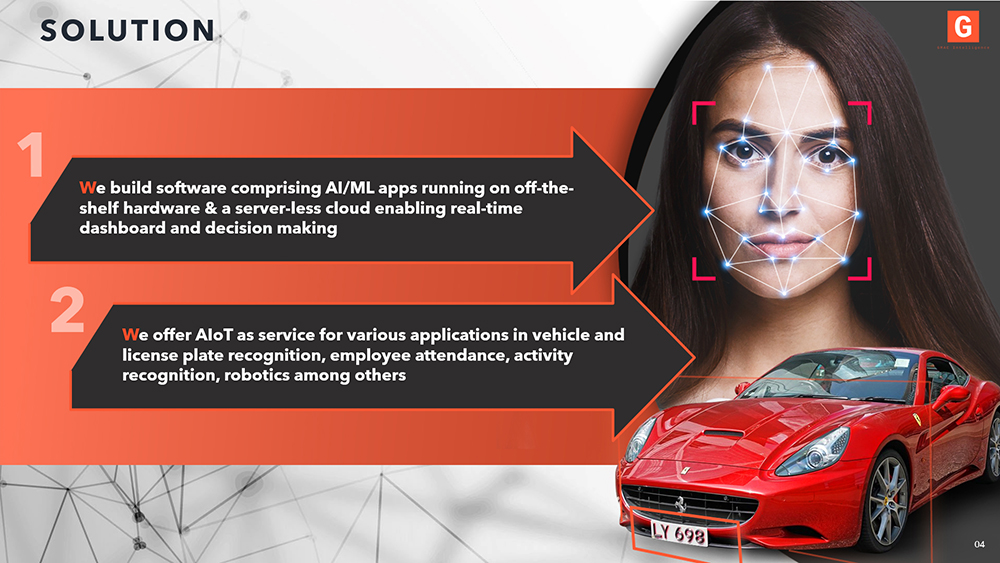 SOLUTION
G
1
We build software comprising AI/ML apps running on off-the-
shelf hardware & a server-less cloud enabling real-time
dashboard and decision making
2
We offer AIoT as service for various applications in vehicle and
license plate recognition, employee attendance, activity
recognition, robotics among others
LY 698
04